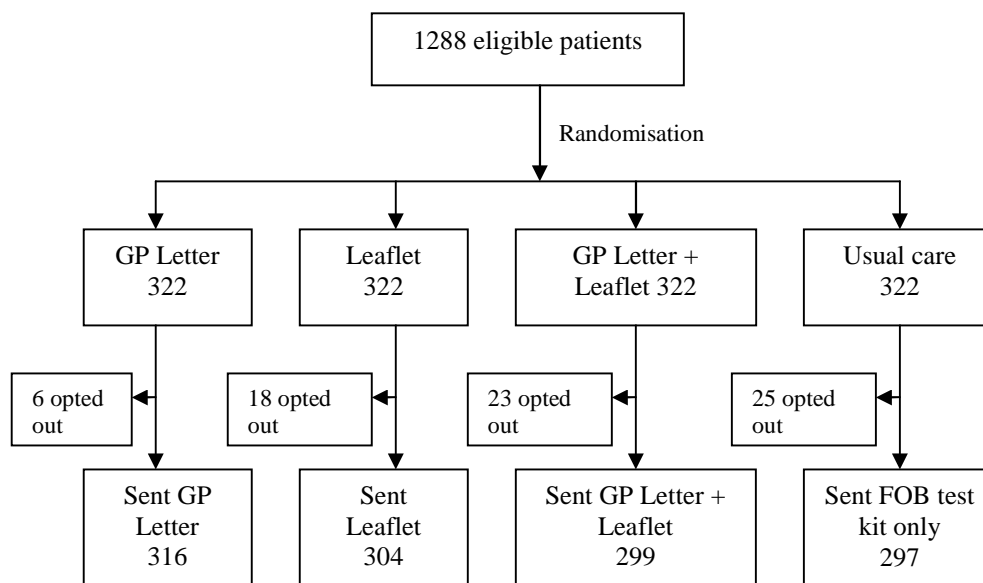 1288 eligible patients
Randomisation
GP Letter
322
Leaflet
322
GP Letter +
Leaflet 322
Usual care
322
6 opted
out
18 opted
out
23 opted
out
25 opted
out
Sent GP
Letter
316
Sent
Leaflet
304
Sent GP Letter +
Leaflet
299
Sent FOB test
kit only
297